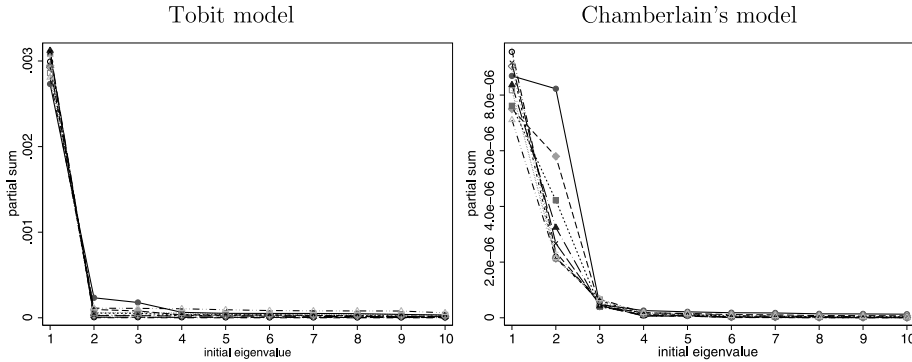 Tobit model
partial sum
.003
.002
.001
0
1 2 3 4 5 6 7 8 9 10
initial eigenvalue
Chamberlain's model
partial sum
8.0e-06
6.0e-06
4.0e-06
2.0e-06
0
1 2 3 4 5 6 7 8 9 10
initial eigenvalue